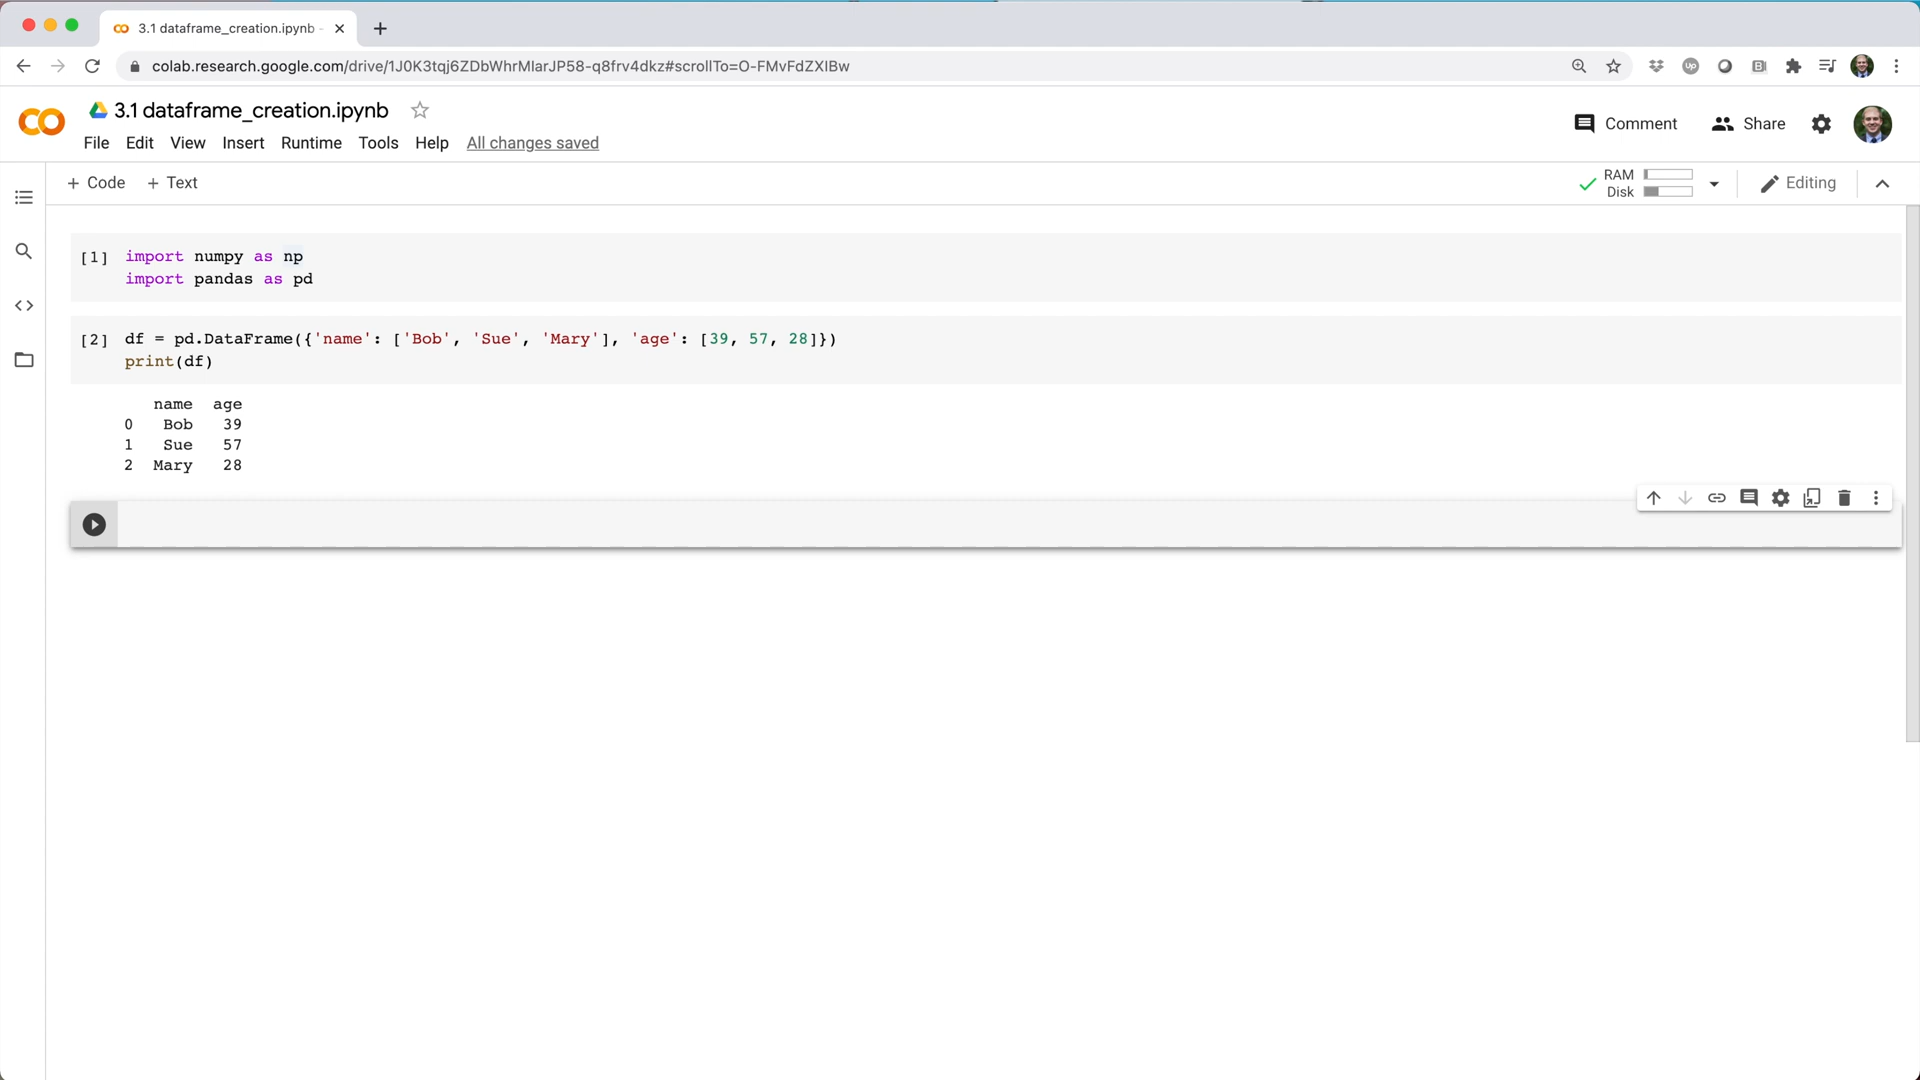 3.1 dataframe_creation.ipynb -
colab.research.google.com/drive/1J0K3tqj6ZDbWhrMlarJP58-q8frv4dkz#scrollTo=O-FMvFdZXIBw
3.1 dataframe_creation.ipynb
File Edit View Insert Runtime Tools Help All changes saved
Comment Share
+ Code + Text
RAM
Disk
Editing
[1] import numpy as np
import pandas as pd
[2] df = pd.DataFrame({'name': ['Bob', 'Sue', 'Mary'], 'age': [39, 57, 28]})
print(df)
name age
0 Bob 39
1 Sue 57
2 Mary 28